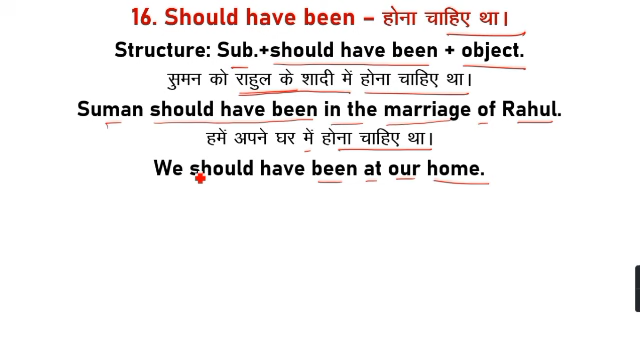 16. Should have been – होना चाहिए था।
Structure: Sub.+should have been + object.
सुमन को राहुल के शादी में होना चाहिए था।
Suman should have been in the marriage of Rahul.
हमें अपने घर में होना चाहिए था।
We should have been at our home.